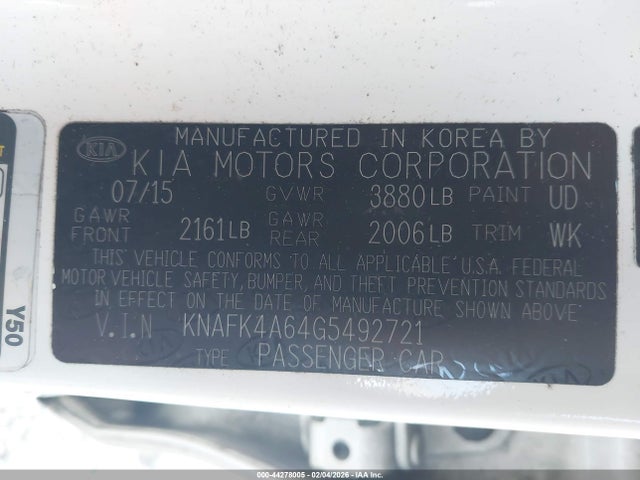 MANUFACTURED IN KOREA BY
KIA KIA MOTORS CORPORATION
07/15 GVWR 3880LB PAINT UD
GAWR FRONT 2161LB GAWR REAR 2006LB TRIM WK
THIS VEHICLE CONFORMS TO ALL APPLICABLE U.S.A. FEDERAL
MOTOR VEHICLE SAFETY, BUMPER, AND THEFT PREVENTION STANDARDS
IN EFFECT ON THE DATE OF MANUFACTURE SHOWN ABOVE.
V.I.N KNAFK4A64G5492721
TYPE PASSENGER CAR
Y50
000-44278005 - 02/04/2026 - IAA Inc.